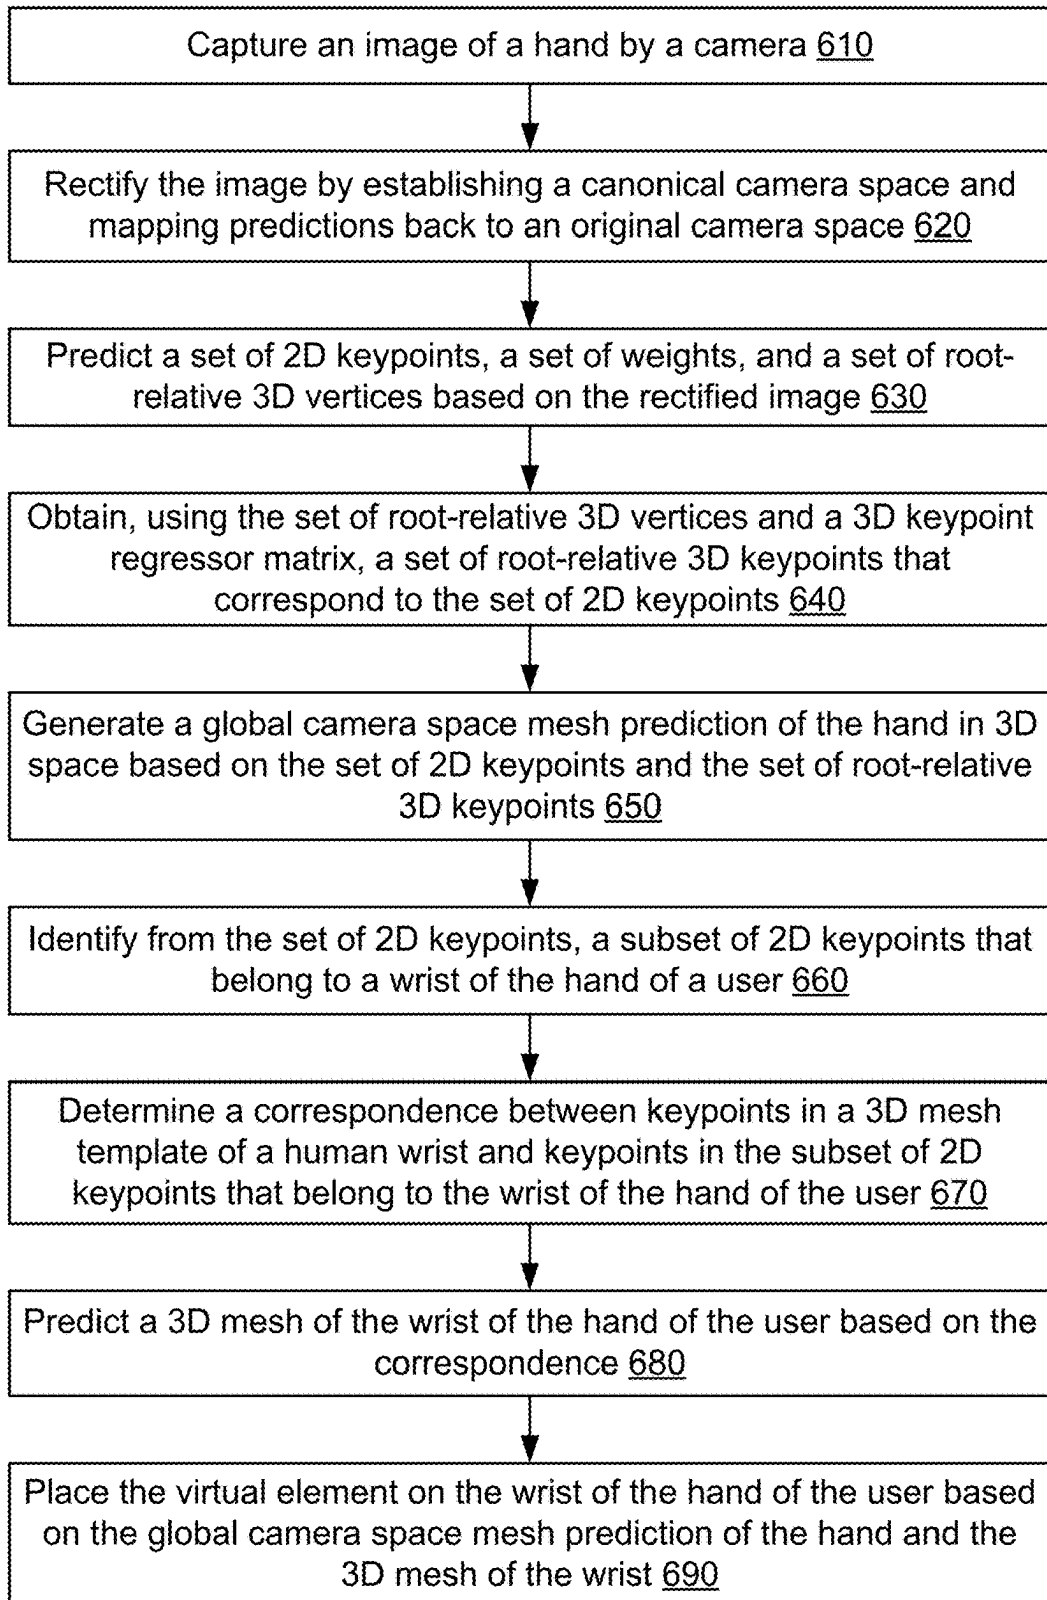 Capture an image of a hand by a camera 610
Rectify the image by establishing a canonical camera space and
mapping predictions back to an original camera space 620
Predict a set of 2D keypoints, a set of weights, and a set of root-
relative 3D vertices based on the rectified image 630
Obtain, using the set of root-relative 3D vertices and a 3D keypoint
regressor matrix, a set of root-relative 3D keypoints that
correspond to the set of 2D keypoints 640
Generate a global camera space mesh prediction of the hand in 3D
space based on the set of 2D keypoints and the set of root-relative
3D keypoints 650
Identify from the set of 2D keypoints, a subset of 2D keypoints that
belong to a wrist of the hand of a user 660
Determine a correspondence between keypoints in a 3D mesh
template of a human wrist and keypoints in the subset of 2D
keypoints that belong to the wrist of the hand of the user 670
Predict a 3D mesh of the wrist of the hand of the user based on the
correspondence 680
Place the virtual element on the wrist of the hand of the user based
on the global camera space mesh prediction of the hand and the
3D mesh of the wrist 690